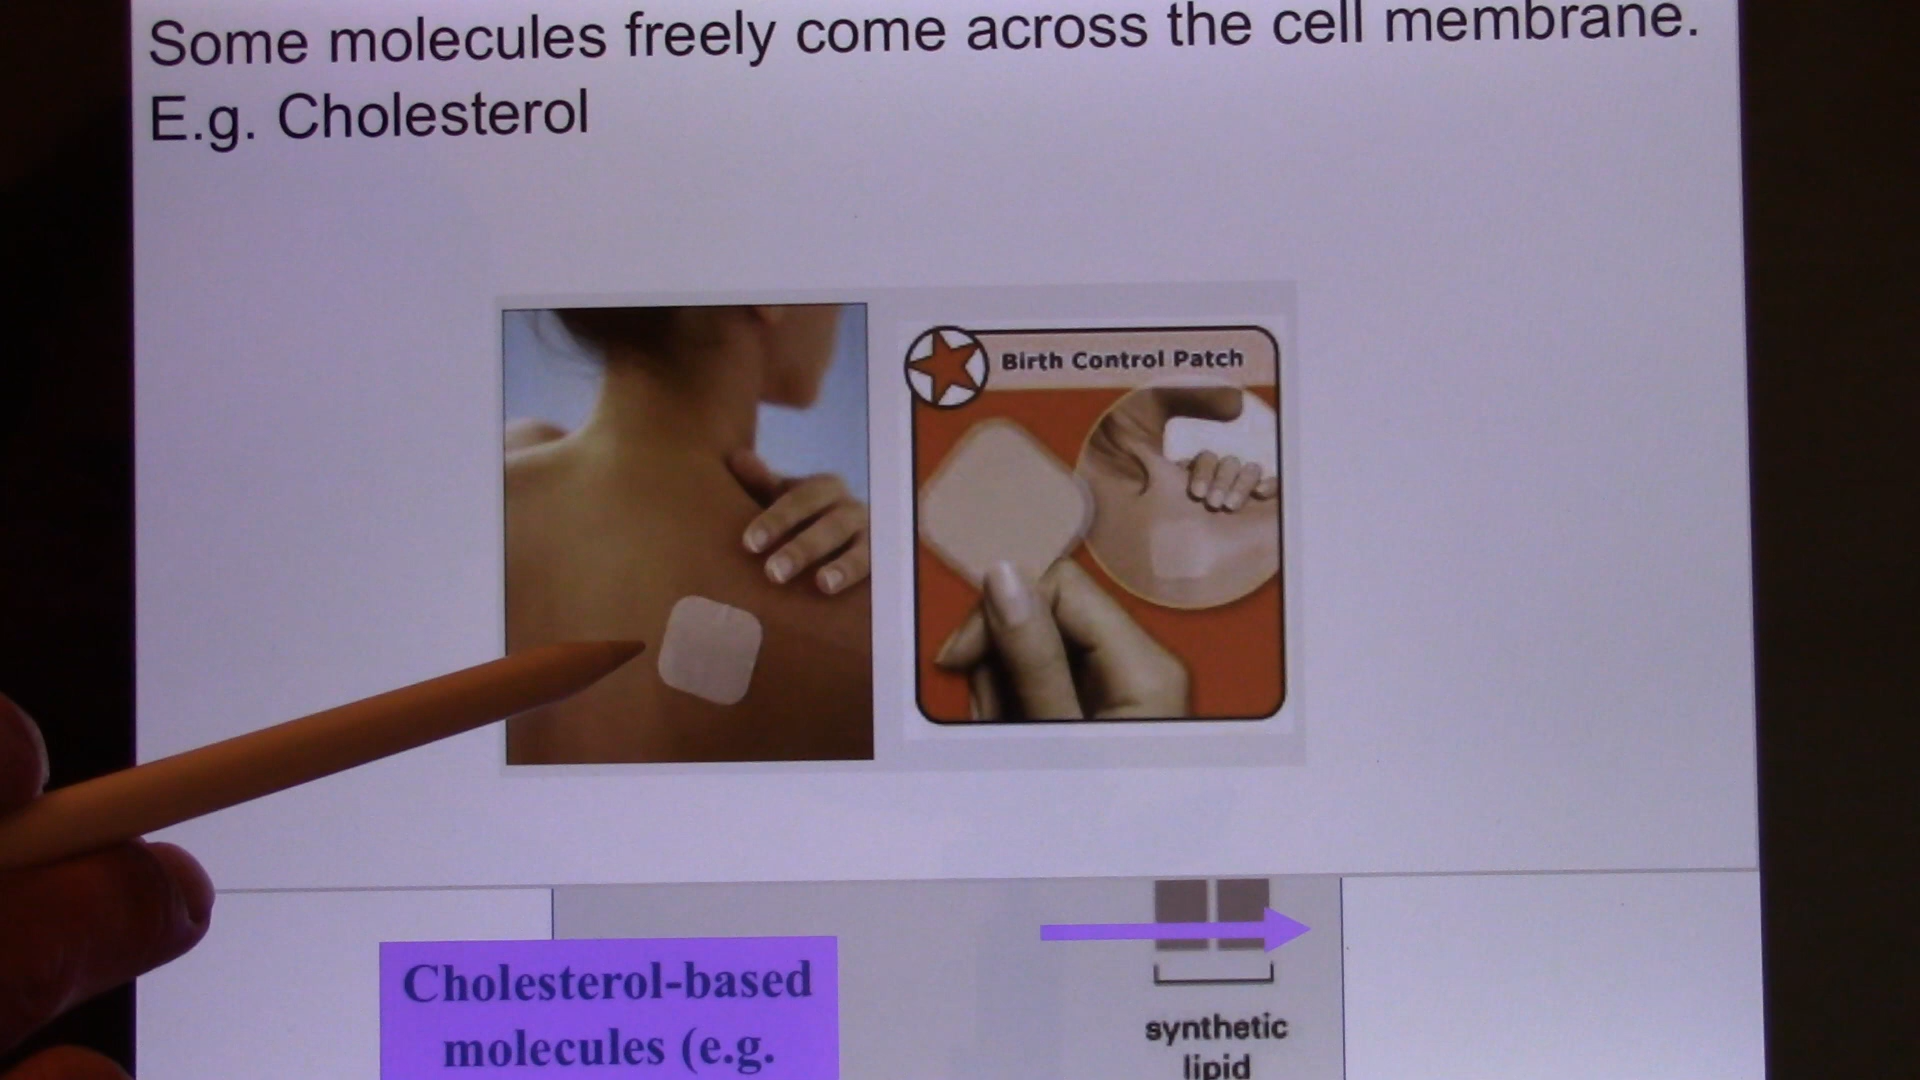 Some molecules freely come across the cell membrane.
E.g. Cholesterol
Birth Control Patch
Cholesterol-based
molecules (e.g.
synthetic
lipid